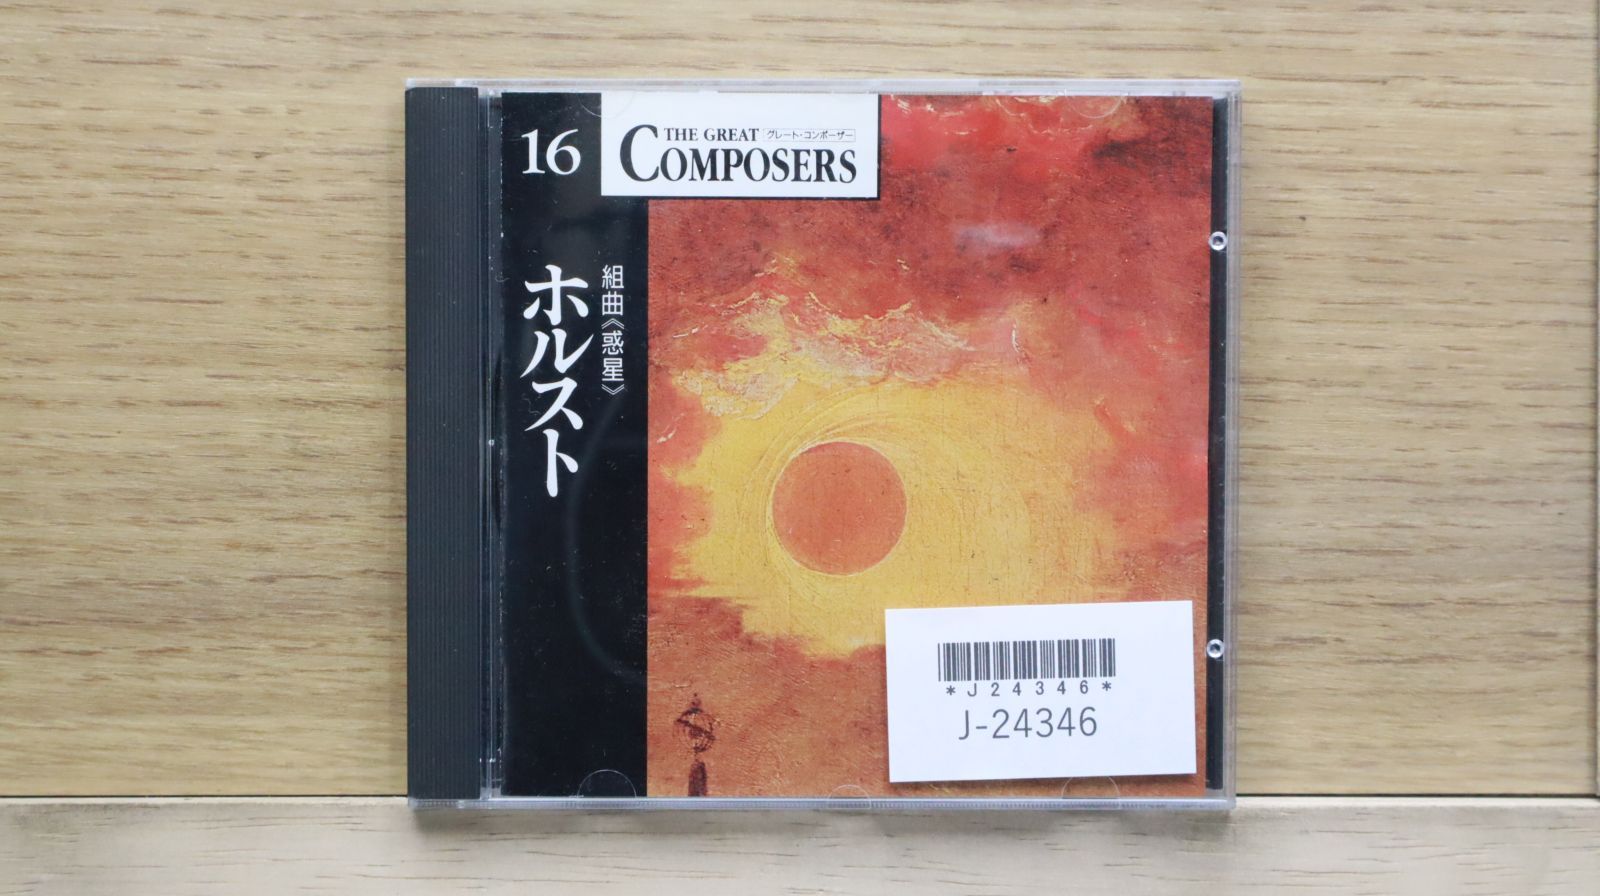 16
THE GREAT
グレート・コンポーザー
COMPOSERS
組曲《惑星》
ホルスト
*J24346*
J-24346